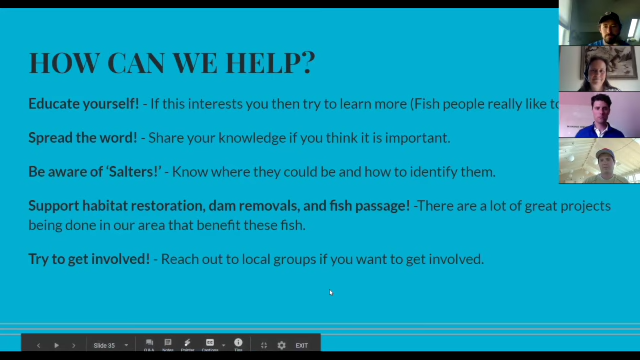 HOW CAN WE HELP?
Educate yourself! - If this interests you then try to learn more (Fish people really like to
Spread the word! - Share your knowledge if you think it is important.
Be aware of ‘Salters!’ - Know where they could be and how to identify them.
Support habitat restoration, dam removals, and fish passage! -There are a lot of great projects
being done in our area that benefit these fish.
Try to get involved! - Reach out to local groups if you want to get involved.
Slide 35
EXIT